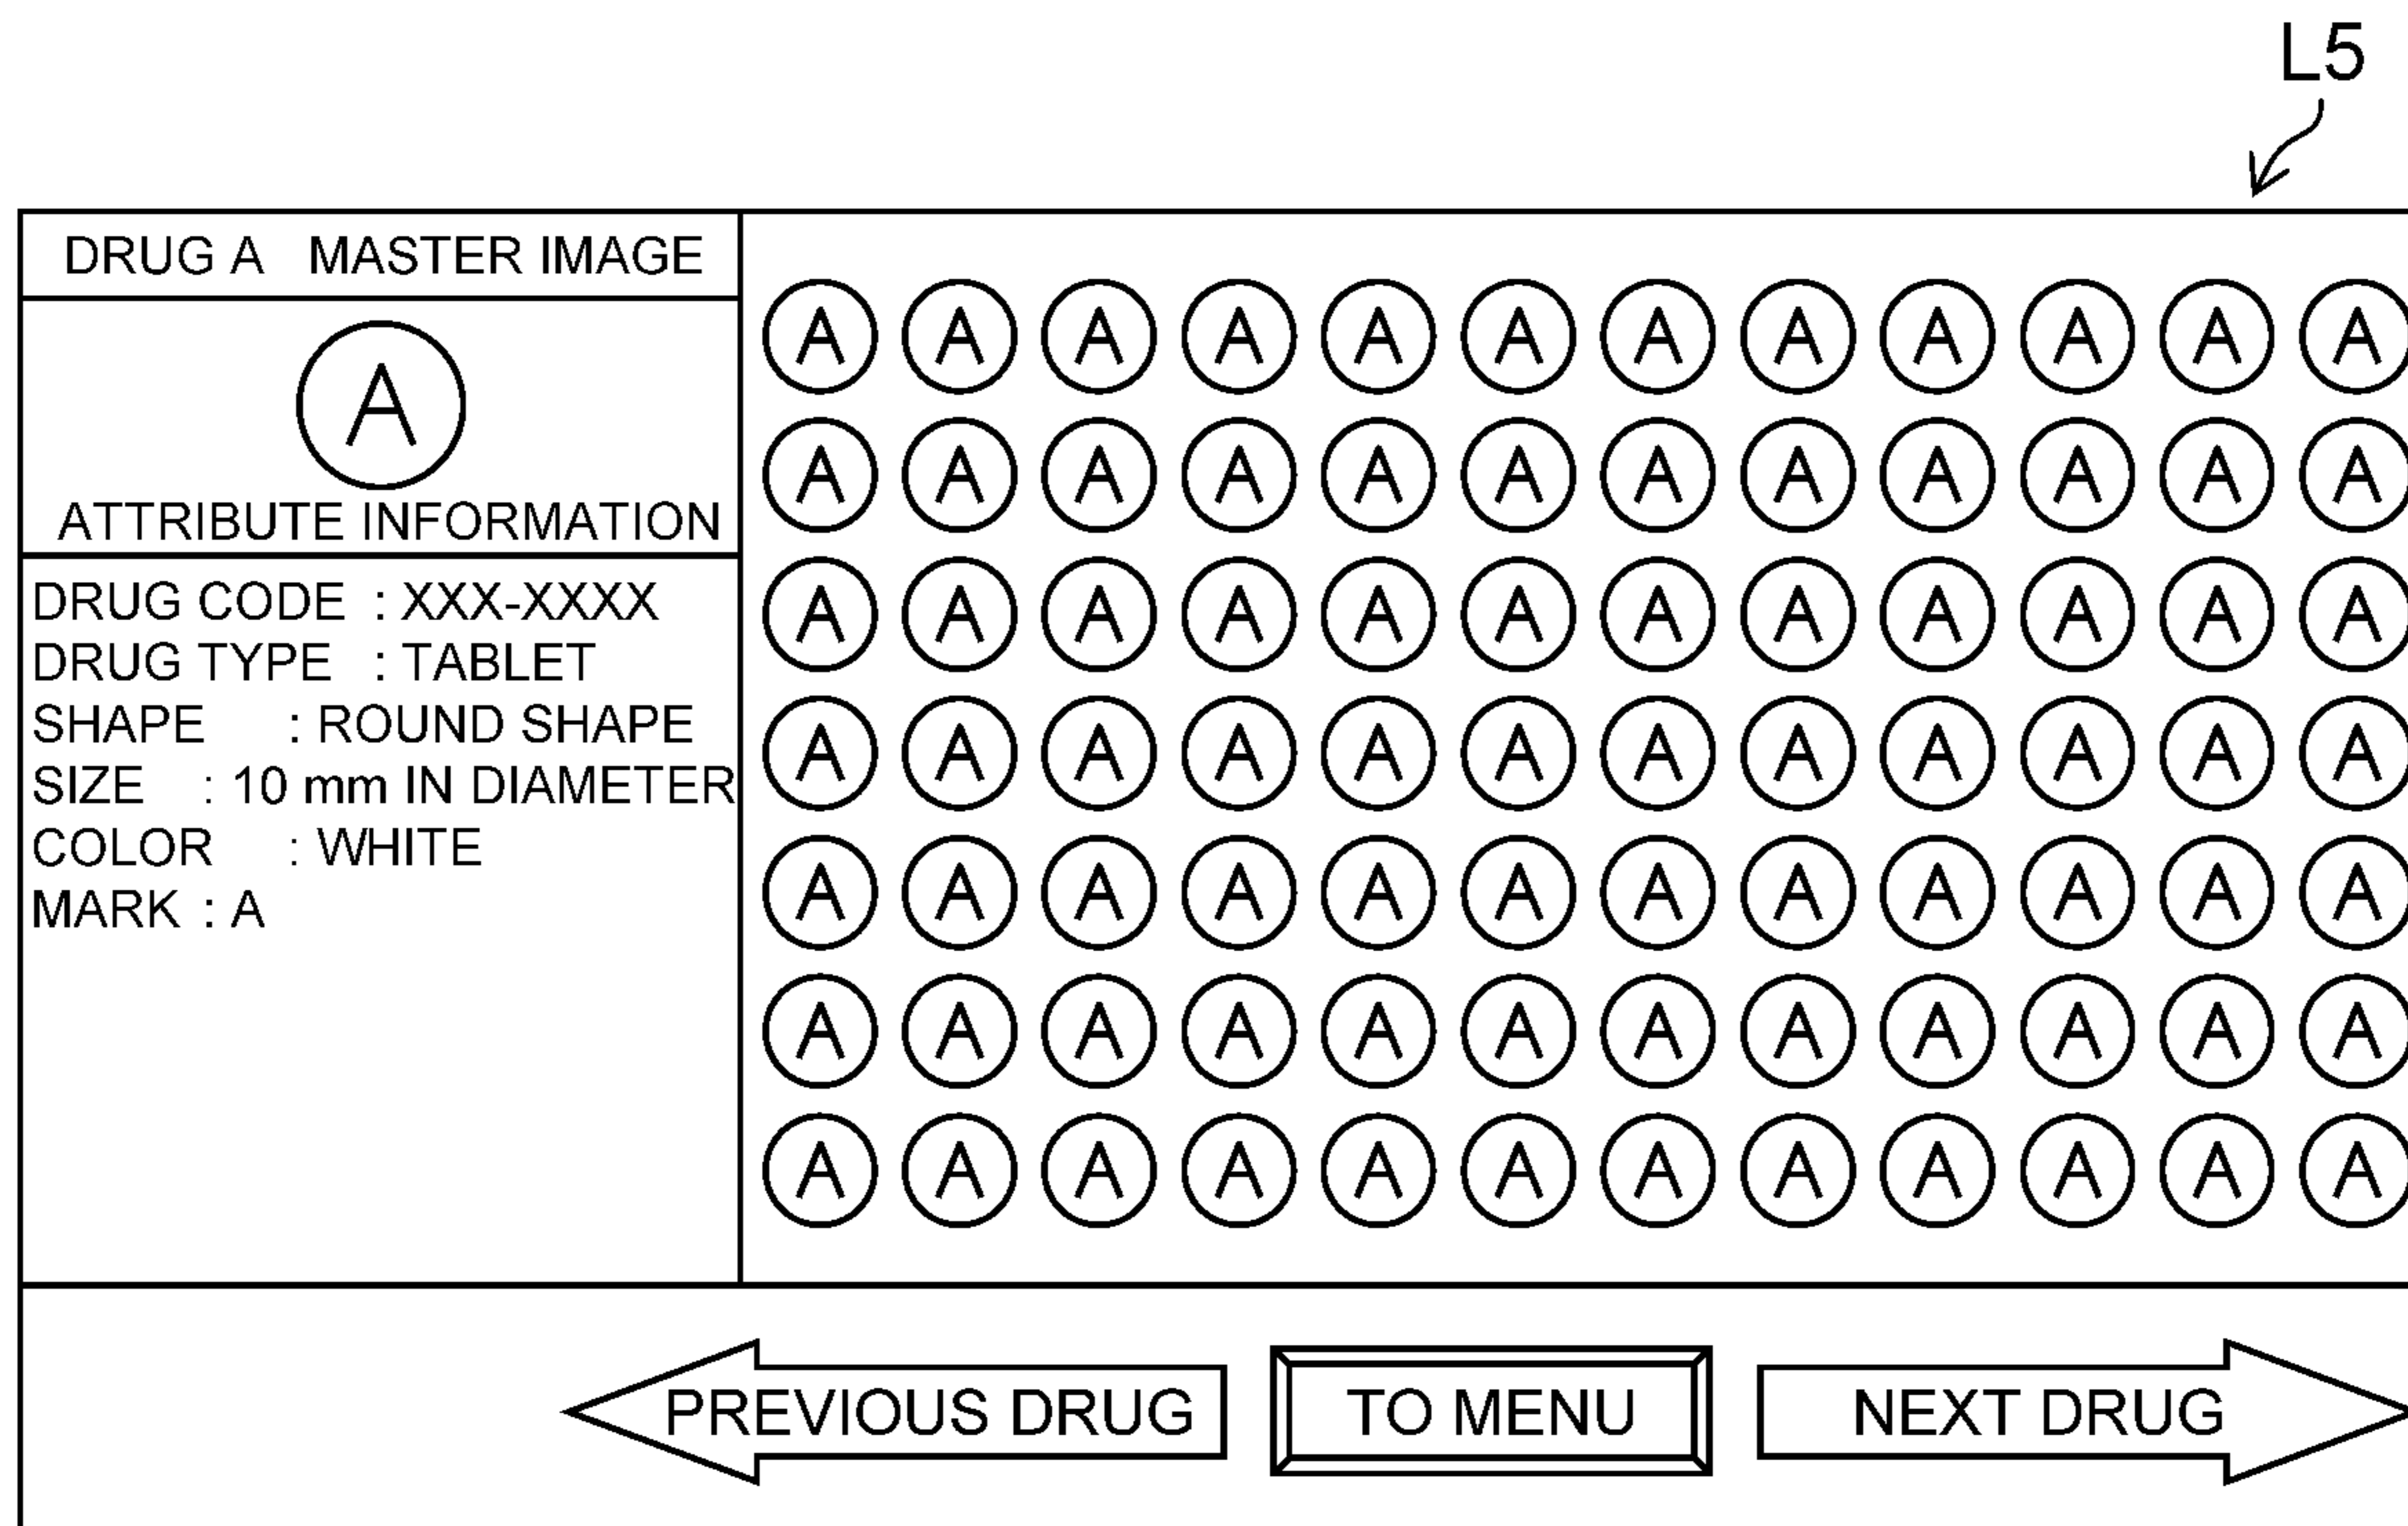 L5
DRUG A MASTER IMAGE
A
ATTRIBUTE INFORMATION
DRUG CODE : XXX-XXXX
DRUG TYPE : TABLET
SHAPE : ROUND SHAPE
SIZE : 10 mm IN DIAMETER
COLOR : WHITE
MARK : A
A A A A A A A A A A A A
A A A A A A A A A A A A
A A A A A A A A A A A A
A A A A A A A A A A A A
A A A A A A A A A A A A
A A A A A A A A A A A A
A A A A A A A A A A A A
PREVIOUS DRUG TO MENU NEXT DRUG